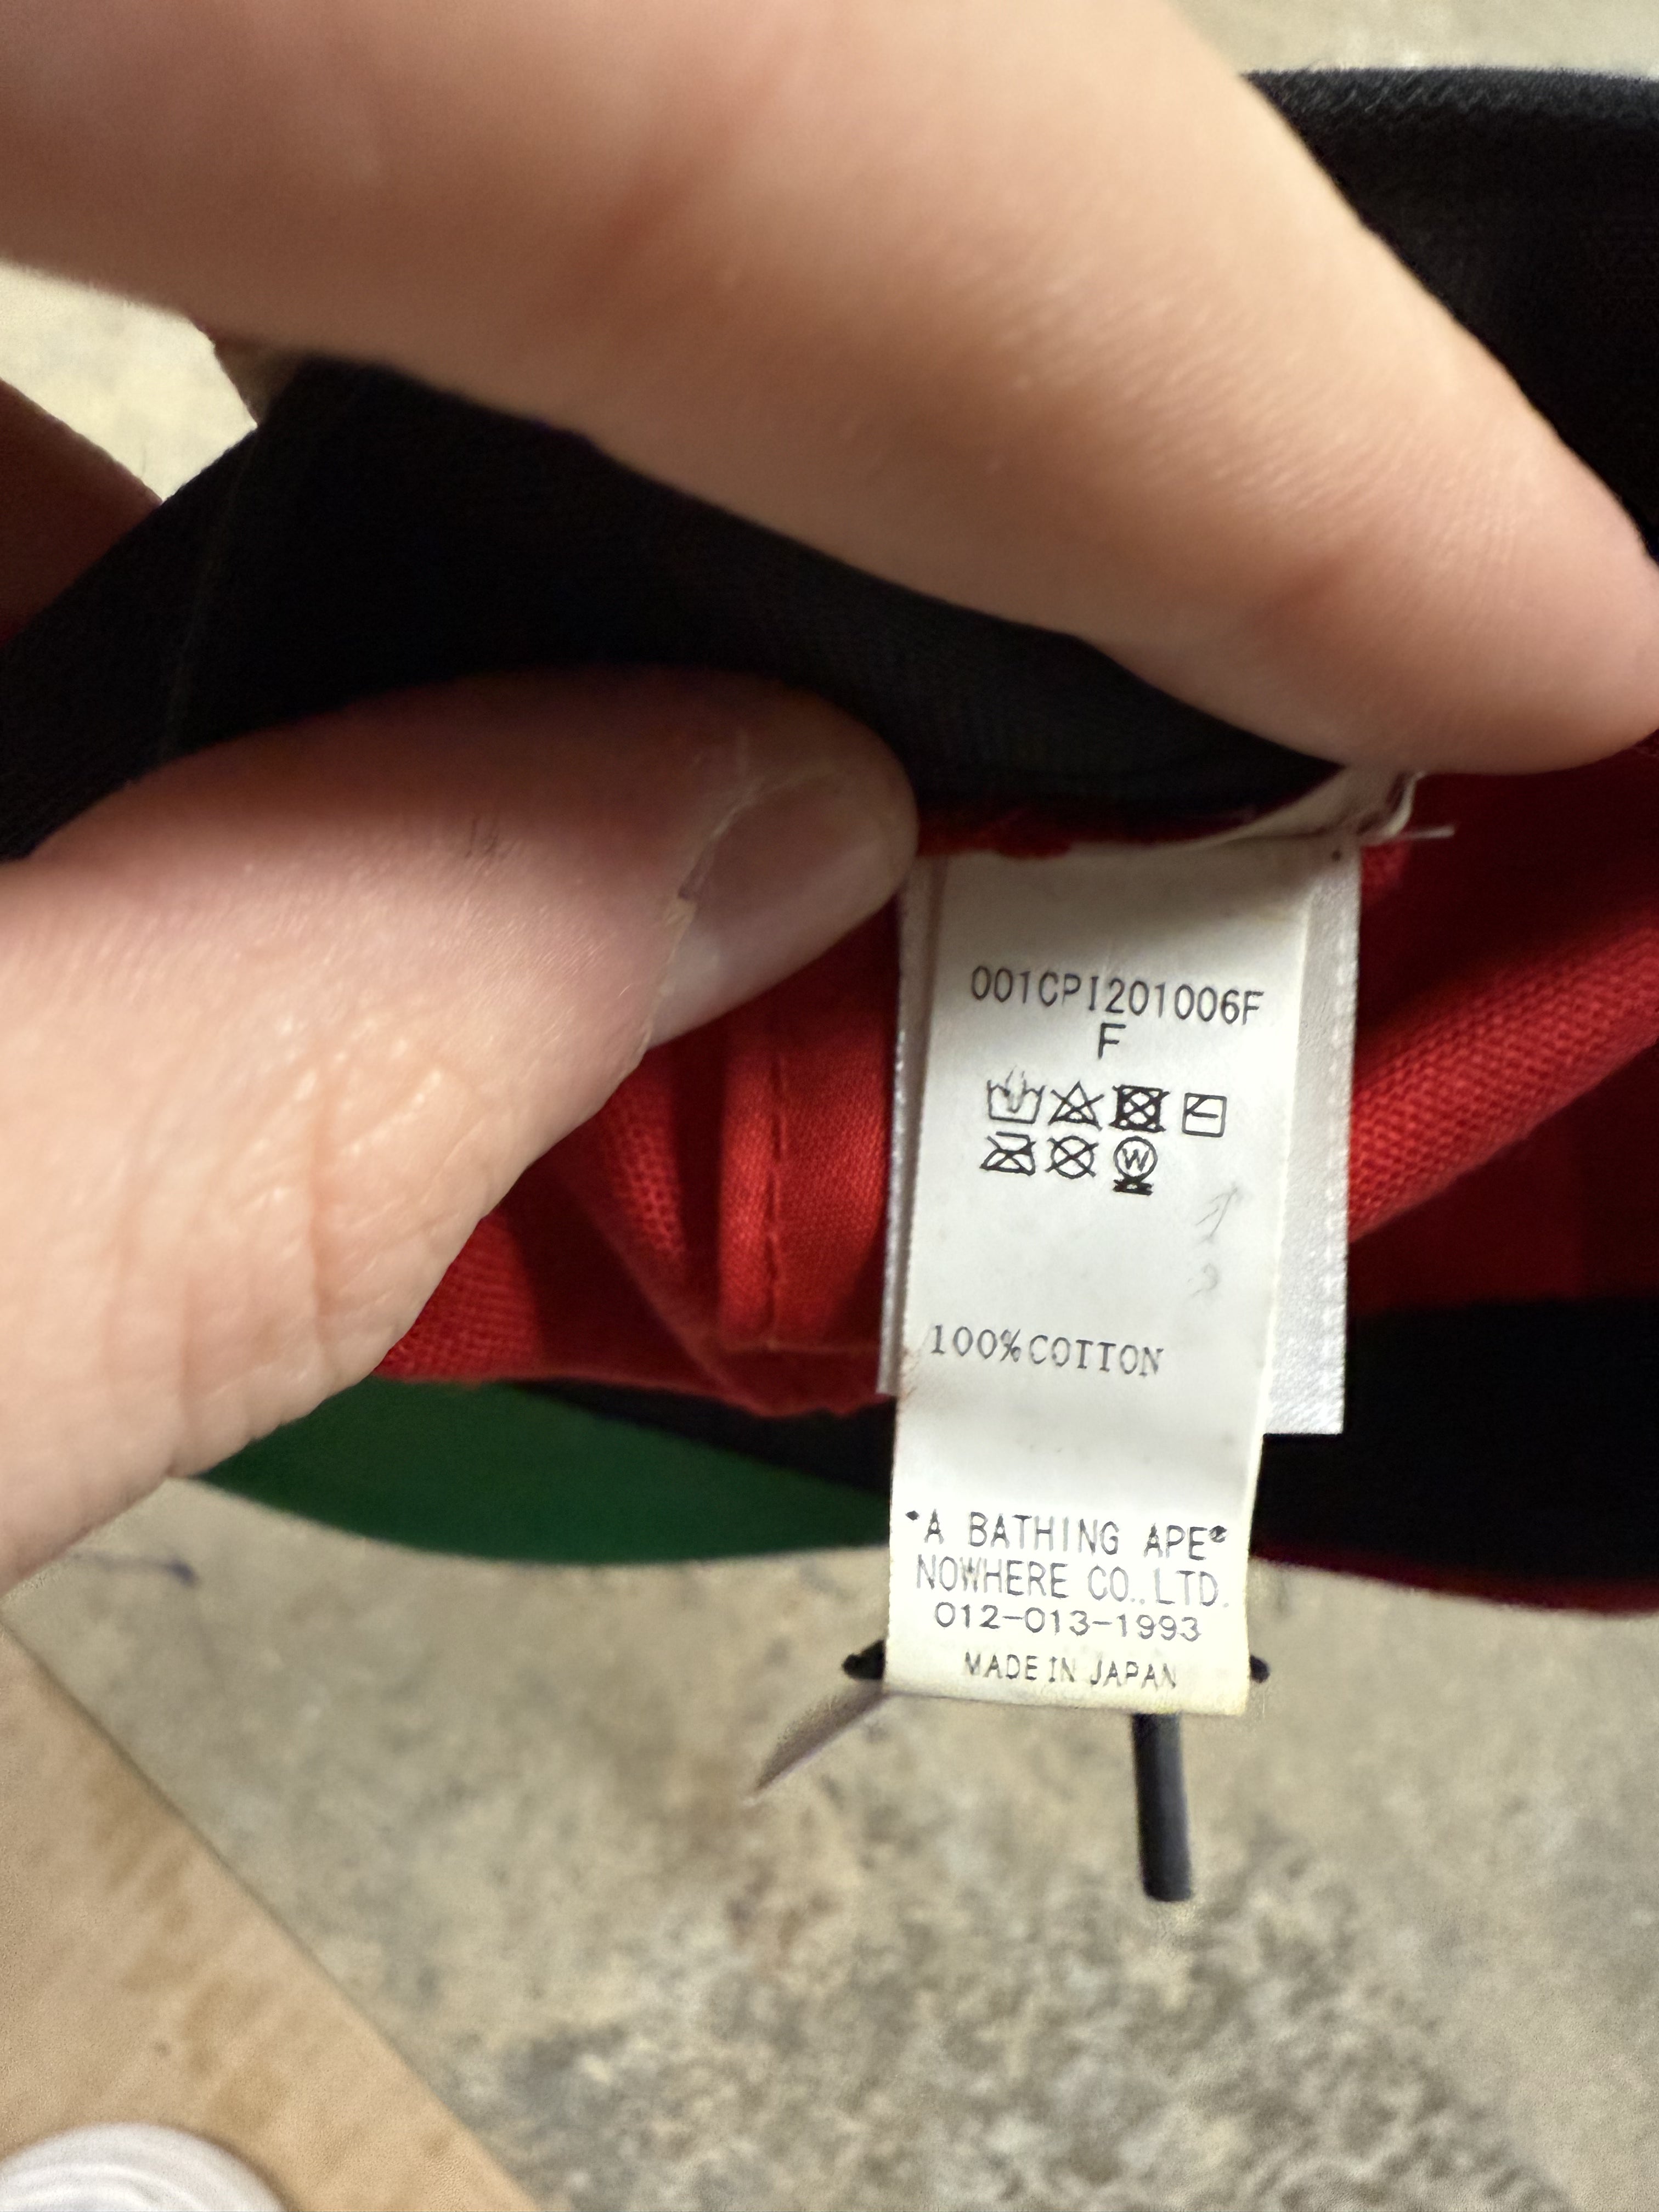 001CPI201006F
F
W
100%COTTON
*A BATHING APE®
NOWHERE CO.,LTD.
012-013-1993
MADE IN JAPAN